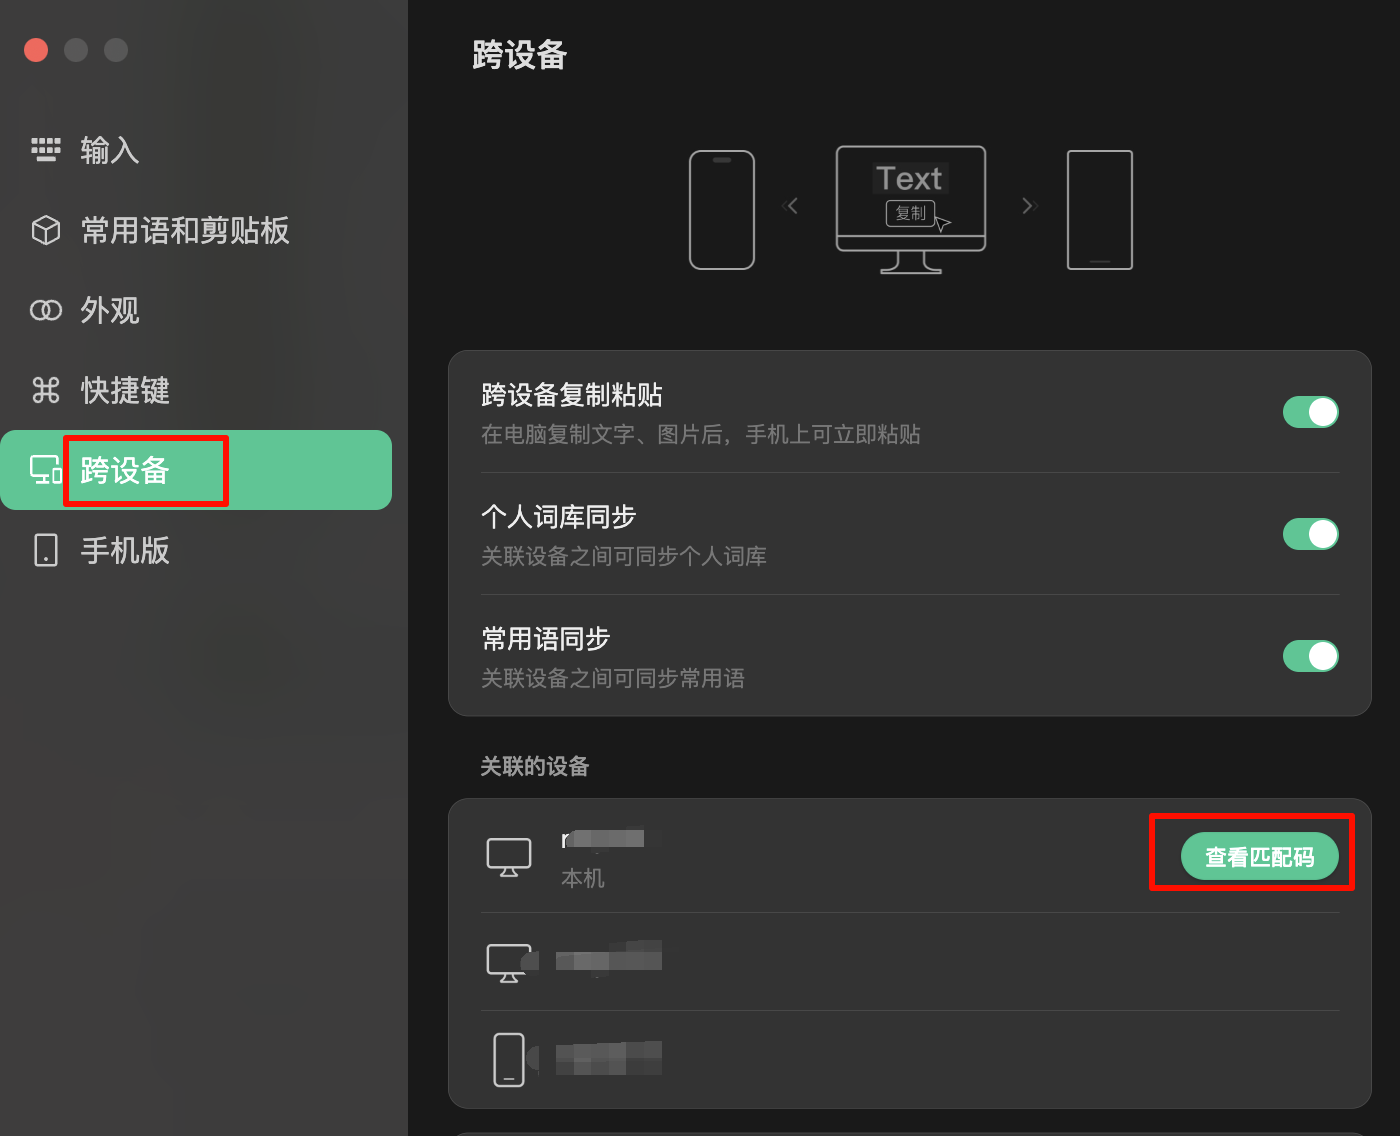 输入
常用语和剪贴板
外观
快捷键
跨设备
手机版
跨设备
Text
复制
跨设备复制粘贴
在电脑复制文字、图片后，手机上可立即粘贴
个人词库同步
关联设备之间可同步个人词库
常用语同步
关联设备之间可同步常用语
关联的设备
本机
查看匹配码